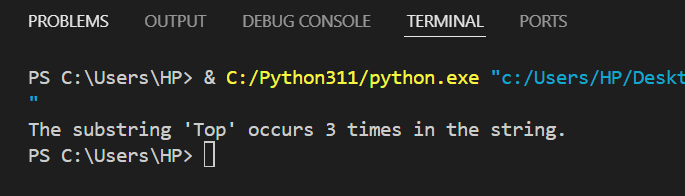 PROBLEMS OUTPUT DEBUG CONSOLE TERMINAL PORTS
PS C:\Users\HP> & C:/Python311/python.exe "c:/Users/HP/Deskt
"
The substring 'Top' occurs 3 times in the string.
PS C:\Users\HP>